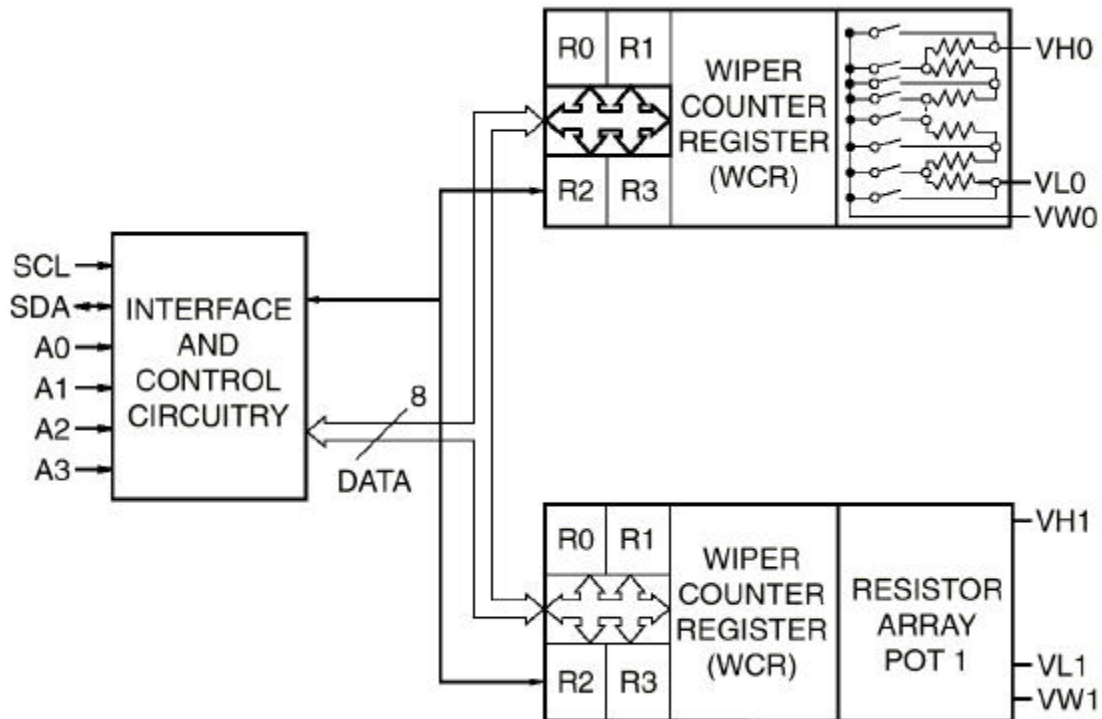 R0
R1
R2
R3
WIPER
COUNTER
REGISTER
(WCR)
VH0
VL0
VW0
SCL
SDA
A0
A1
A2
A3
INTERFACE
AND
CONTROL
CIRCUITRY
8
DATA
R0
R1
R2
R3
WIPER
COUNTER
REGISTER
(WCR)
RESISTOR
ARRAY
POT 1
VH1
VL1
VW1